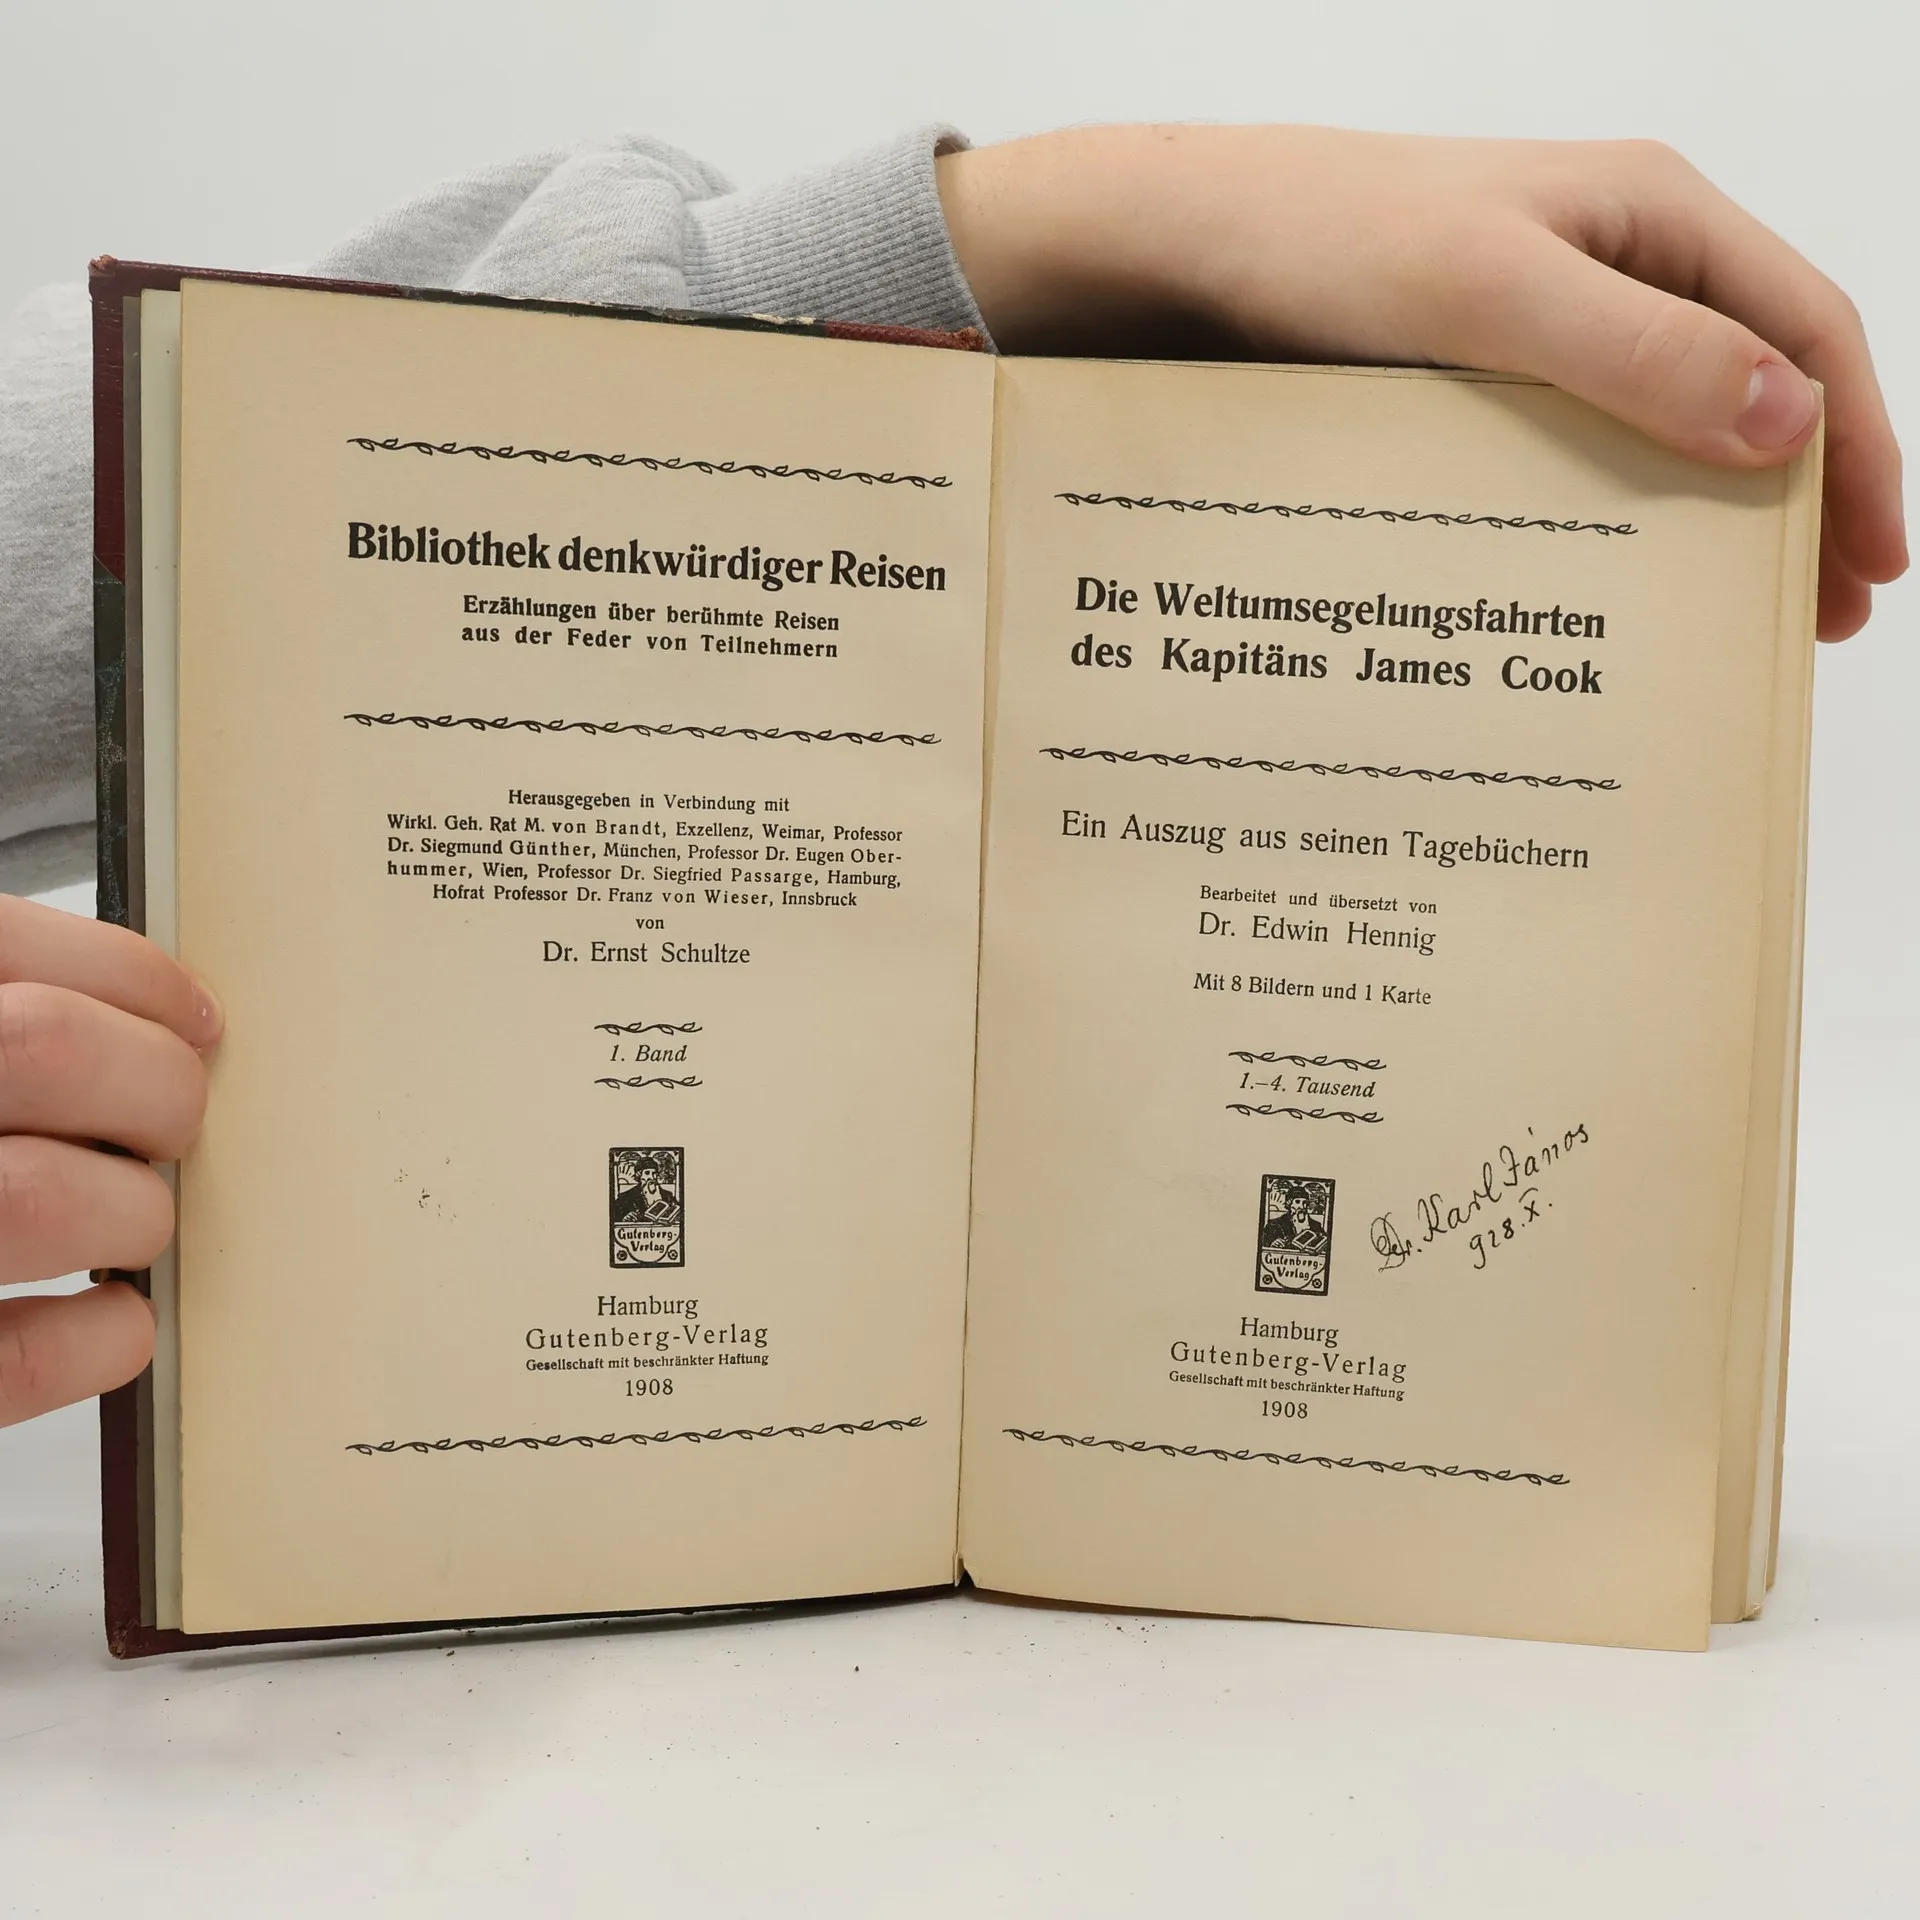 Bibliothek denkwürdiger Reisen
Erzählungen über berühmte Reisen
aus der Feder von Teilnehmern
Herausgegeben in Verbindung mit
Wirkl. Geh. Rat M. von Brandt, Exzellenz, Weimar, Professor
Dr. Siegmund Günther, München, Professor Dr. Eugen Ober-
hummer, Wien, Professor Dr. Siegfried Passarge, Hamburg,
Hofrat Professor Dr. Franz von Wieser, Innsbruck
von
Dr. Ernst Schultze
1. Band
Gutenberg-
Verlag
Hamburg
Gutenberg-Verlag
Gesellschaft mit beschränkter Haftung
1908
Die Weltumsegelungsfahrten
des Kapitäns James Cook
Ein Auszug aus seinen Tagebüchern
Bearbeitet und übersetzt von
Dr. Edwin Hennig
Mit 8 Bildern und 1 Karte
1.–4. Tausend
Dr. Karl János
928. X.
Gutenberg-
Verlag
Hamburg
Gutenberg-Verlag
Gesellschaft mit beschränkter Haftung
1908